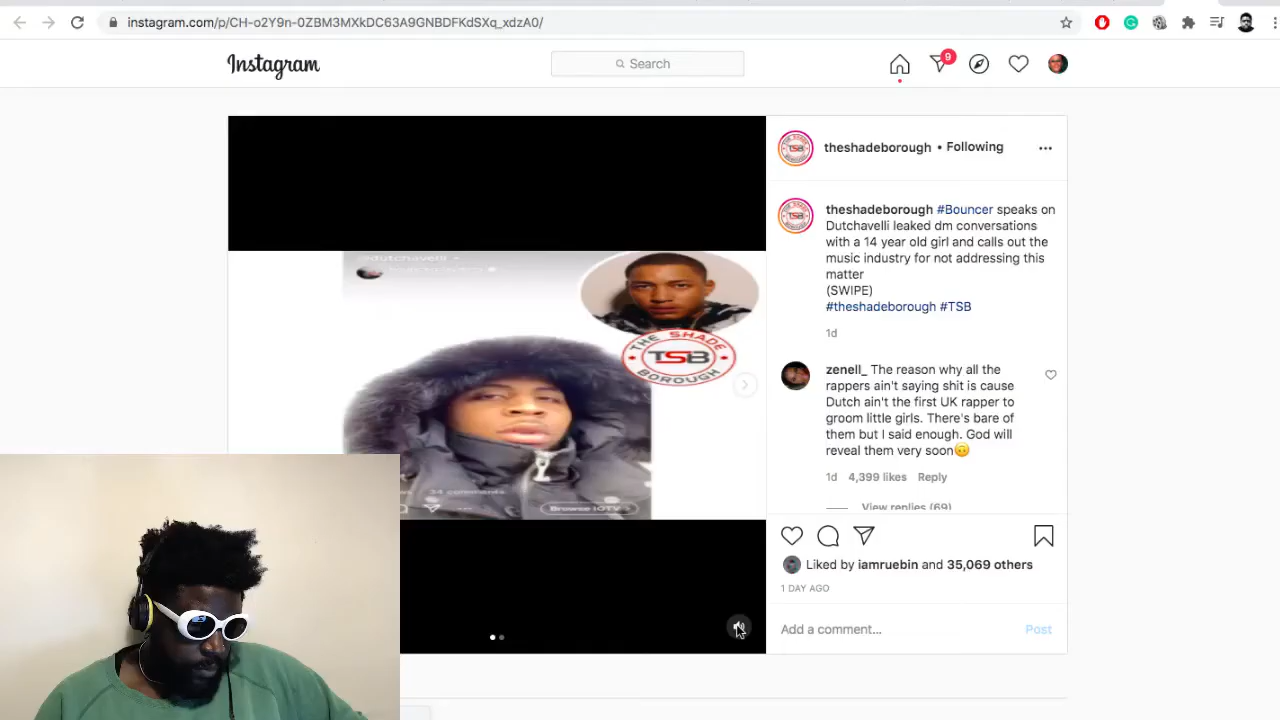 instagram.com/p/CH-o2Y9n-0ZBM3MXkDC63A9GNBDFKdSXq_xdzA0/
Instagram
Search
9
theshadeborough • Following
@dutchavelli
THE SHADE
TSB
BOROUGH
34 comments
Browse IGTV
theshadeborough #Bouncer speaks on
Dutchavelli leaked dm conversations
with a 14 year old girl and calls out the
music industry for not addressing this
matter
(SWIPE)
#theshadeborough #TSB
1d
zenell_ The reason why all the
rappers ain't saying shit is cause
Dutch ain't the first UK rapper to
groom little girls. There's bare of
them but I said enough. God will
reveal them very soon🙃
1d 4,399 likes Reply
View replies (69)
Liked by iamruebin and 35,069 others
1 DAY AGO
Add a comment... Post